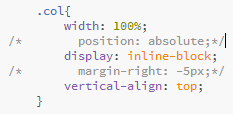 .col{
width: 100%;
/* position: absolute;*/
display: inline-block;
/* margin-right: -5px;*/
vertical-align: top;
}